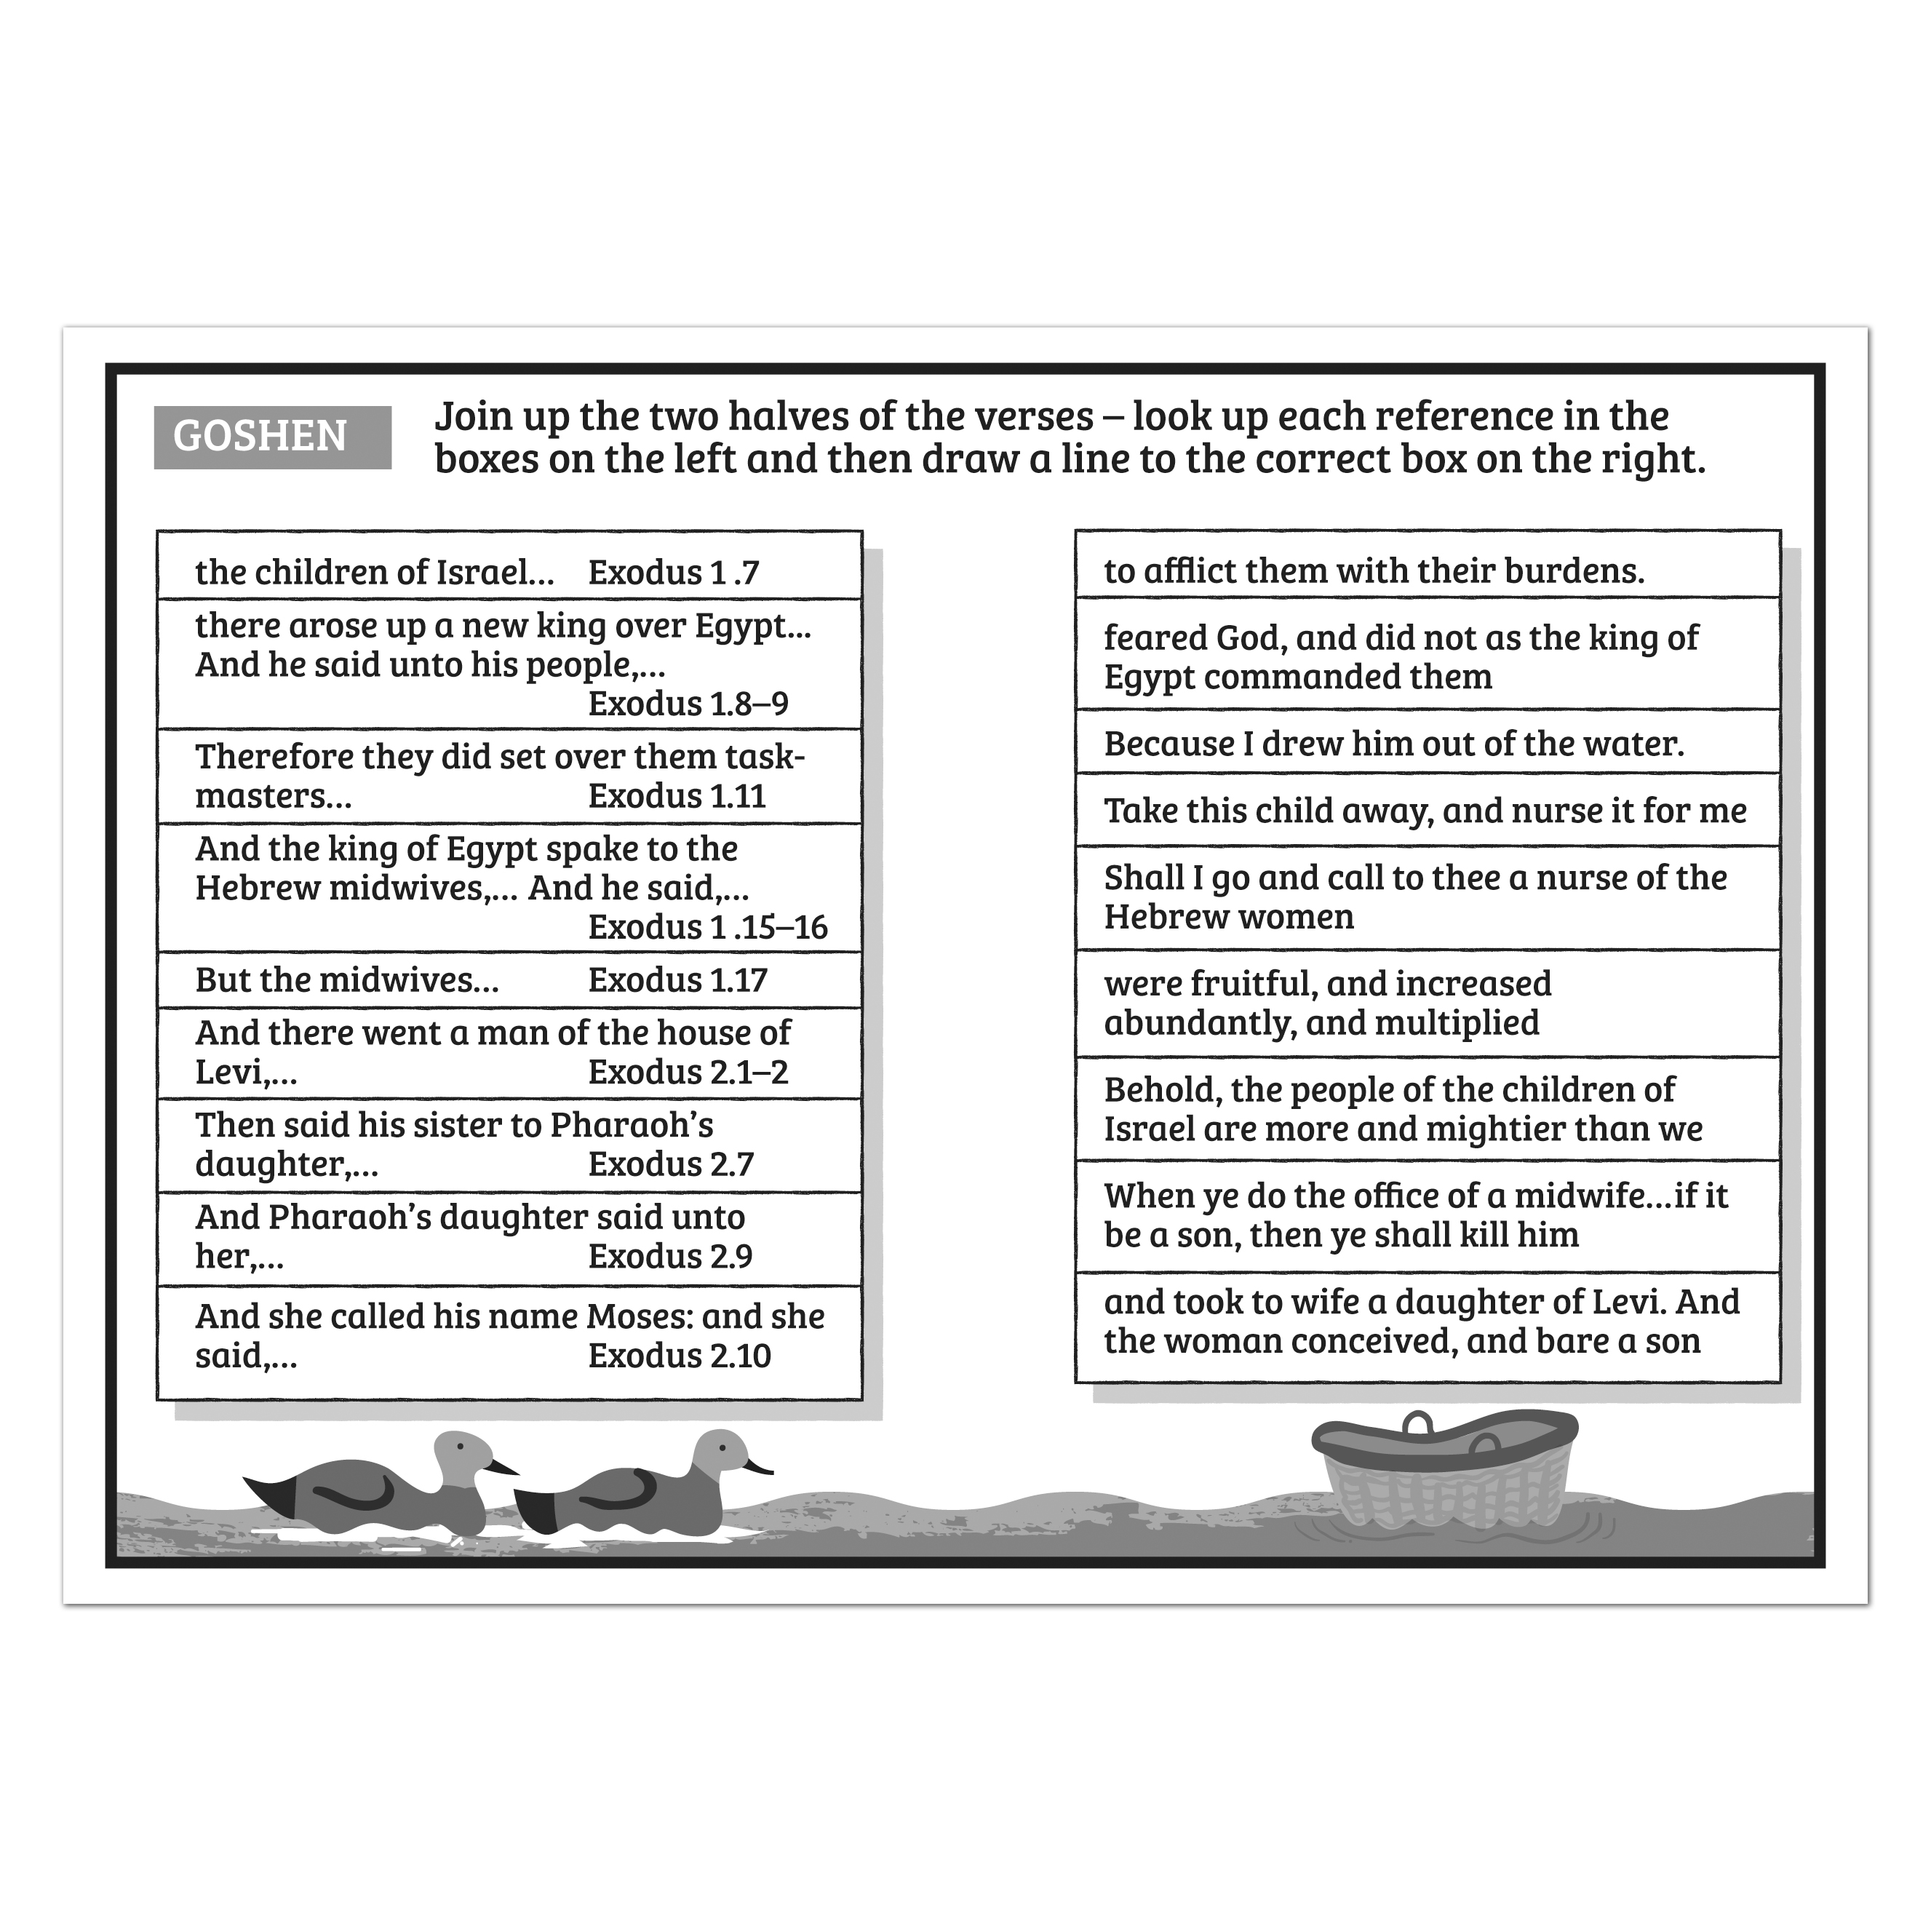 GOSHEN
Join up the two halves of the verses – look up each reference in the
boxes on the left and then draw a line to the correct box on the right.
the children of Israel... Exodus 1 .7
there arose up a new king over Egypt...
And he said unto his people,...
Exodus 1.8–9
Therefore they did set over them task-
masters... Exodus 1.11
And the king of Egypt spake to the
Hebrew midwives,... And he said,...
Exodus 1 .15–16
But the midwives... Exodus 1.17
And there went a man of the house of
Levi,... Exodus 2.1–2
Then said his sister to Pharaoh’s
daughter,... Exodus 2.7
And Pharaoh’s daughter said unto
her,... Exodus 2.9
And she called his name Moses: and she
said,... Exodus 2.10
to afflict them with their burdens.
feared God, and did not as the king of
Egypt commanded them
Because I drew him out of the water.
Take this child away, and nurse it for me
Shall I go and call to thee a nurse of the
Hebrew women
were fruitful, and increased
abundantly, and multiplied
Behold, the people of the children of
Israel are more and mightier than we
When ye do the office of a midwife...if it
be a son, then ye shall kill him
and took to wife a daughter of Levi. And
the woman conceived, and bare a son